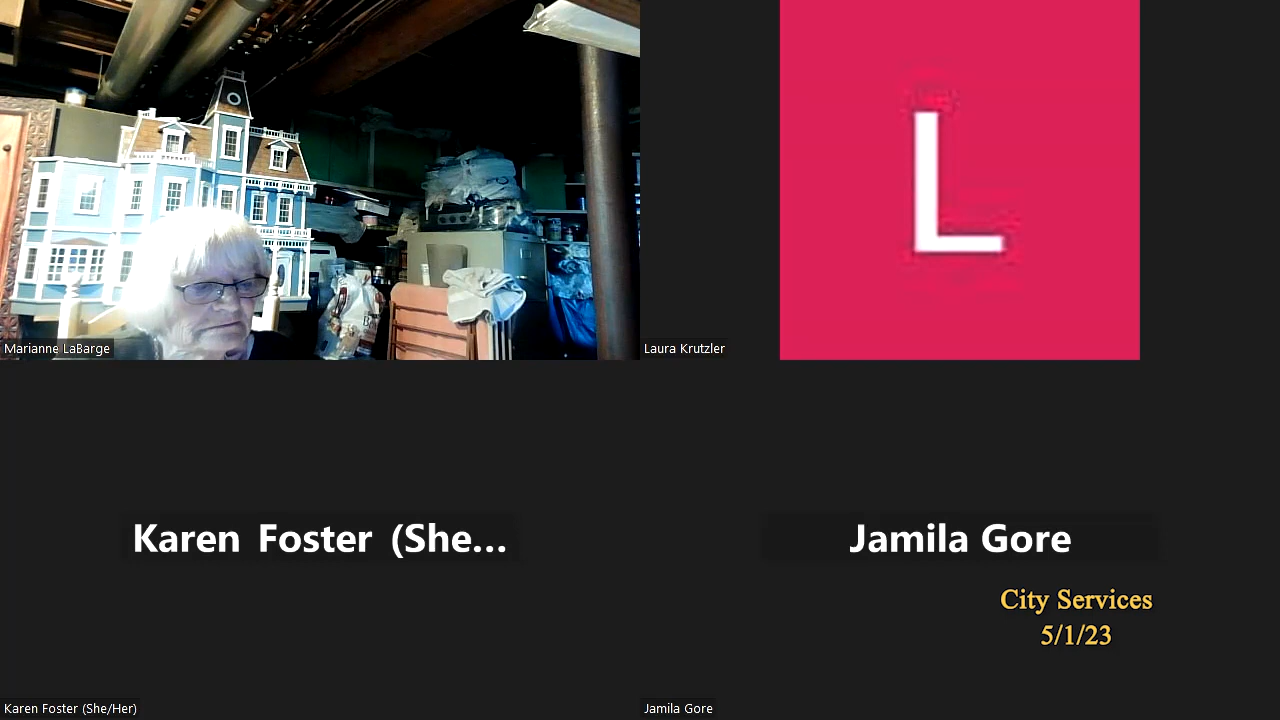 L
Marianne LaBarge
Laura Krutzler
Karen Foster (She...
Jamila Gore
City Services
5/1/23
Karen Foster (She/Her)
Jamila Gore